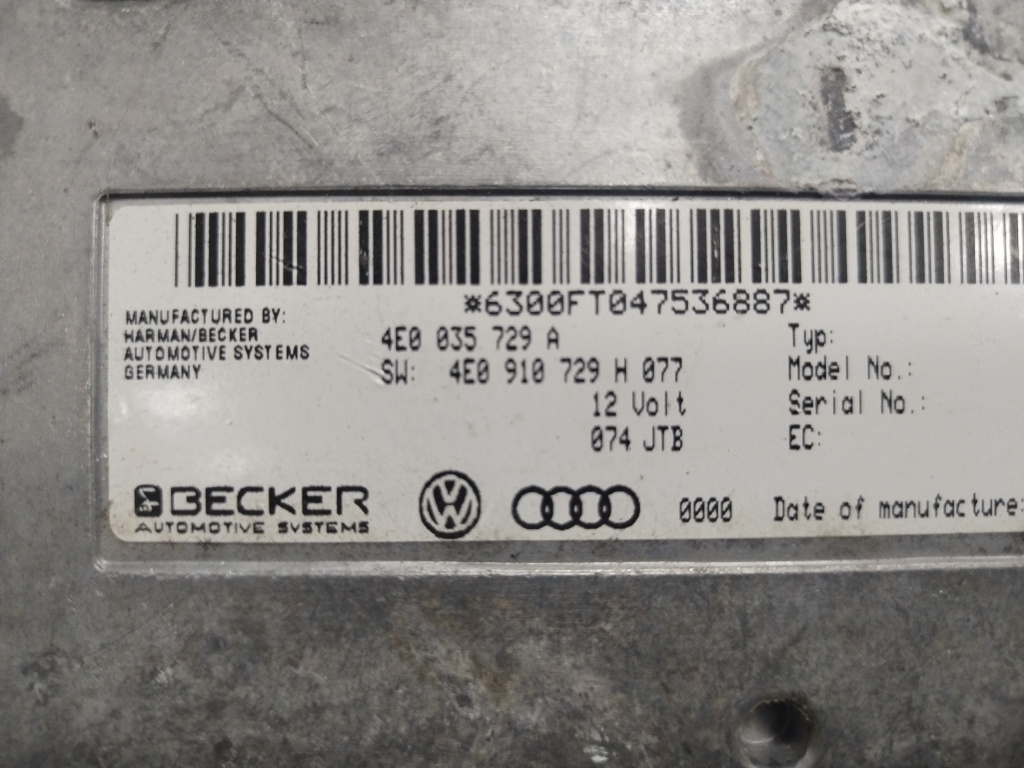 *6300FT047536887*
MANUFACTURED BY:
HARMAN/BECKER
AUTOMOTIVE SYSTEMS
GERMANY
4E0 035 729 A
SW: 4E0 910 729 H 077
12 Volt
074 JTB
Typ:
Model No.:
Serial No.:
EC:
BECKER
AUTOMOTIVE SYSTEMS
VW
0000
Date of manufacture: